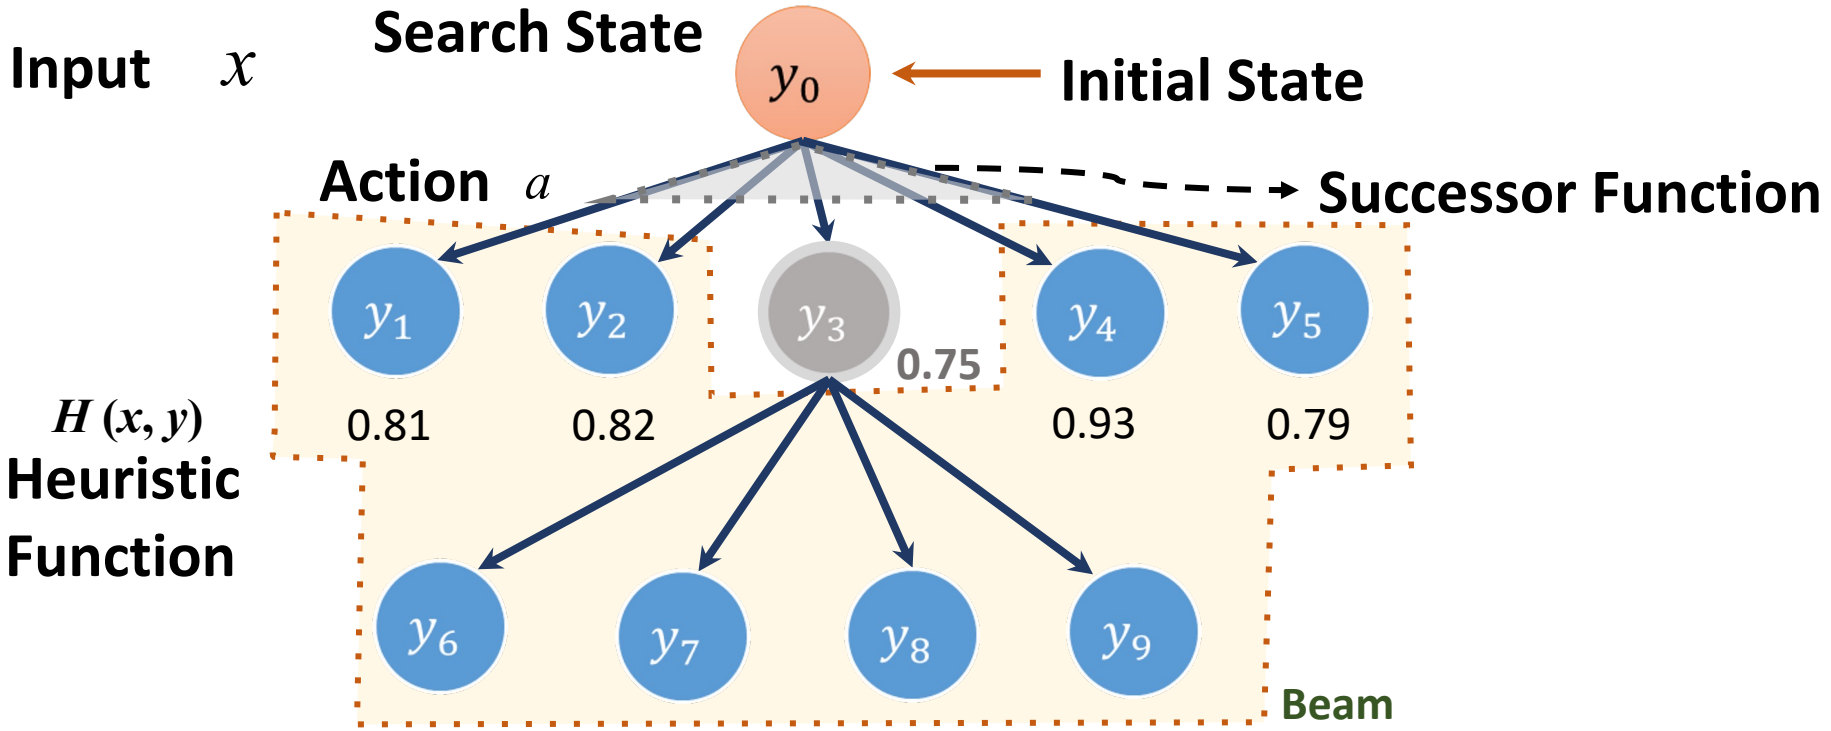 Search State
Input x
y₀
Initial State
Action a
Successor Function
y₁ y₂ y₃ y₄ y₅
0.75
H (x, y)
0.81 0.82 0.93 0.79
Heuristic
Function
y₆ y₇ y₈ y₉
Beam